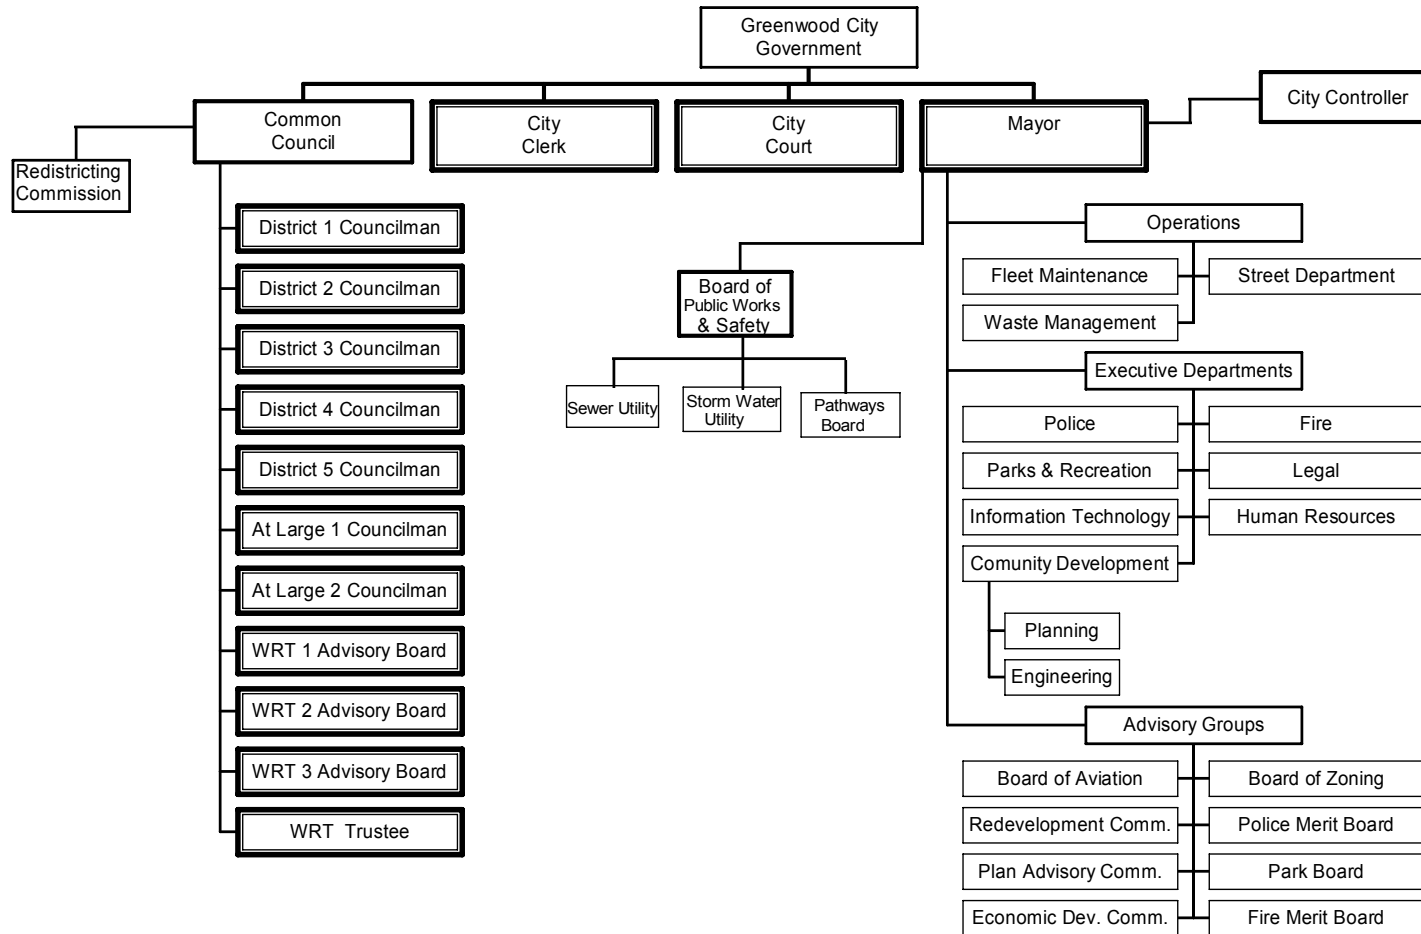 Greenwood City
Government
Common
Council
City
Clerk
City
Court
Mayor
City Controller
Redistricting
Commission
District 1 Councilman
District 2 Councilman
District 3 Councilman
District 4 Councilman
District 5 Councilman
At Large 1 Councilman
At Large 2 Councilman
WRT 1 Advisory Board
WRT 2 Advisory Board
WRT 3 Advisory Board
WRT Trustee
Board of
Public Works
& Safety
Sewer Utility
Storm Water
Utility
Pathways
Board
Operations
Fleet Maintenance
Street Department
Waste Management
Executive Departments
Police
Fire
Parks & Recreation
Legal
Information Technology
Human Resources
Comunity Development
Planning
Engineering
Advisory Groups
Board of Aviation
Board of Zoning
Redevelopment Comm.
Police Merit Board
Plan Advisory Comm.
Park Board
Economic Dev. Comm.
Fire Merit Board